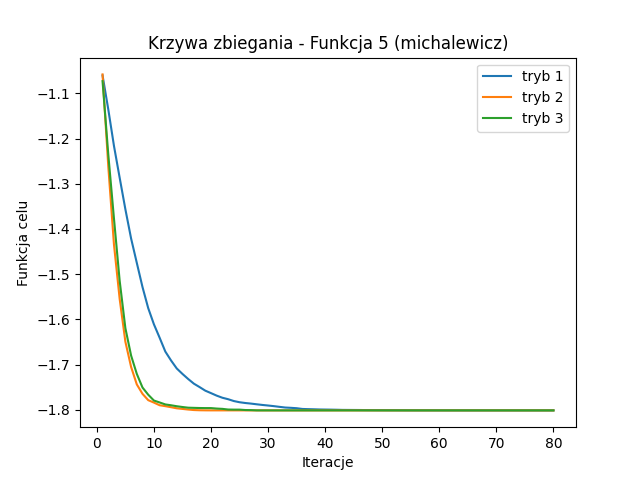 Krzywa zbiegania - Funkcja 5 (michalewicz)
tryb 1
tryb 2
tryb 3
Funkcja celu
−1.1
−1.2
−1.3
−1.4
−1.5
−1.6
−1.7
−1.8
0 10 20 30 40 50 60 70 80
Iteracje